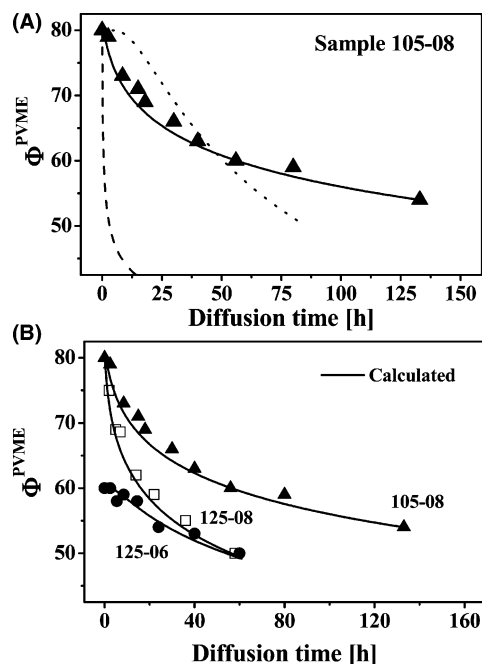 (A)
Sample 105-08
Φ^PVME
80
70
60
50
0 25 50 75 100 125 150
Diffusion time [h]
(B)
Calculated
Φ^PVME
80
70
60
50
105-08
125-08
125-06
0 40 80 120 160
Diffusion time [h]